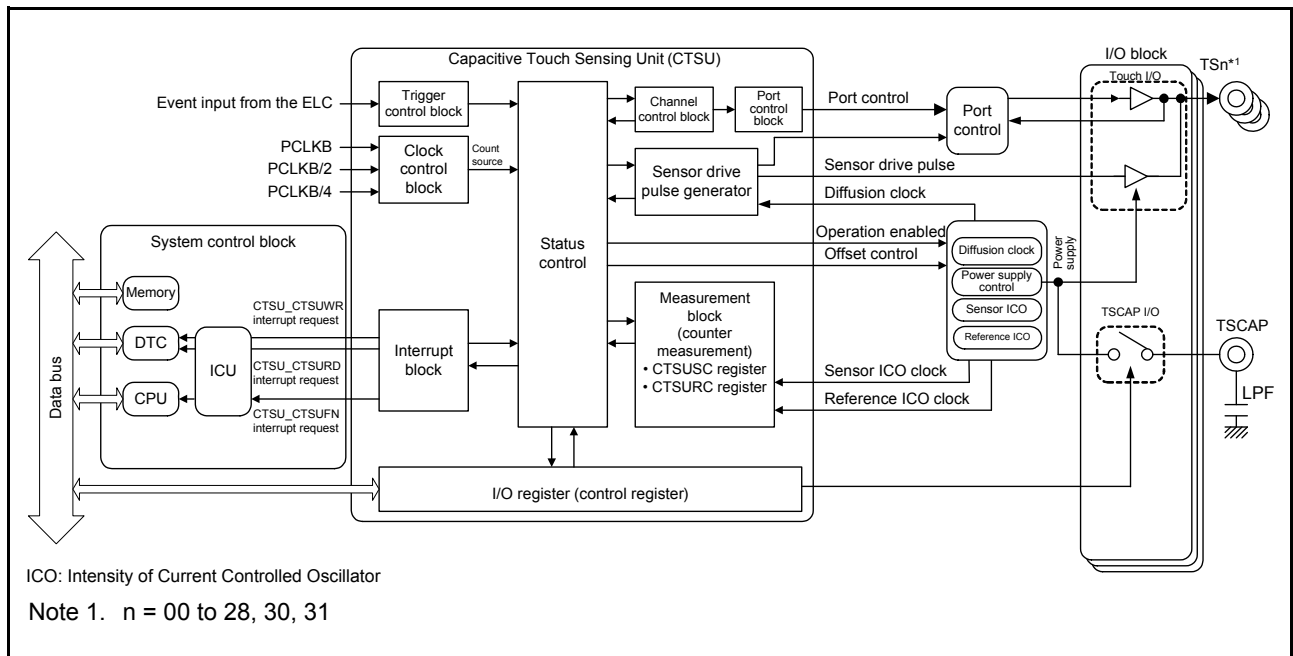 Capacitive Touch Sensing Unit (CTSU)
I/O block
TSn*1
Touch I/O
Event input from the ELC
Trigger
control block
Channel
control block
Port
control
block
Port control
Port
control
PCLKB
PCLKB/2
PCLKB/4
Clock
control
block
Count
source
Sensor drive
pulse generator
Sensor drive pulse
Diffusion clock
System control block
Status
control
Operation enabled
Offset control
Diffusion clock
Power supply
control
Sensor ICO
Reference ICO
Power
supply
Memory
DTC
CPU
ICU
Data bus
CTSU_CTSUWR
interrupt request
CTSU_CTSURD
interrupt request
CTSU_CTSUFN
interrupt request
Interrupt
block
Measurement
block
(counter
measurement)
• CTSUSC register
• CTSURC register
Sensor ICO clock
Reference ICO clock
TSCAP I/O
TSCAP
LPF
I/O register (control register)
ICO: Intensity of Current Controlled Oscillator
Note 1. n = 00 to 28, 30, 31